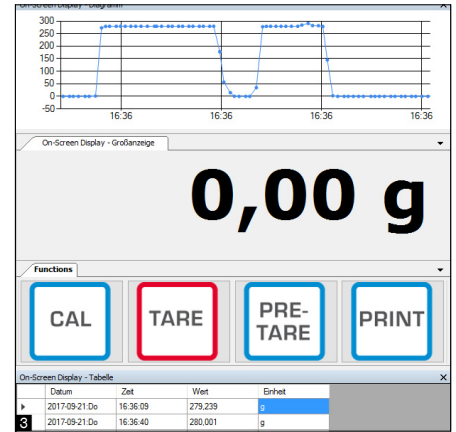 On-Screen Display - Diagramm
300
250
200
150
100
50
0
-50
16:36 16:36 16:36 16:36
On-Screen Display - Großanzeige
0,00 g
Functions
CAL TARE PRE-TARE PRINT
On-Screen Display - Tabelle
Datum Zeit Wert Einheit
2017-09-21:Do 16:36:09 279,239 g
3 2017-09-21:Do 16:36:40 280,001 g